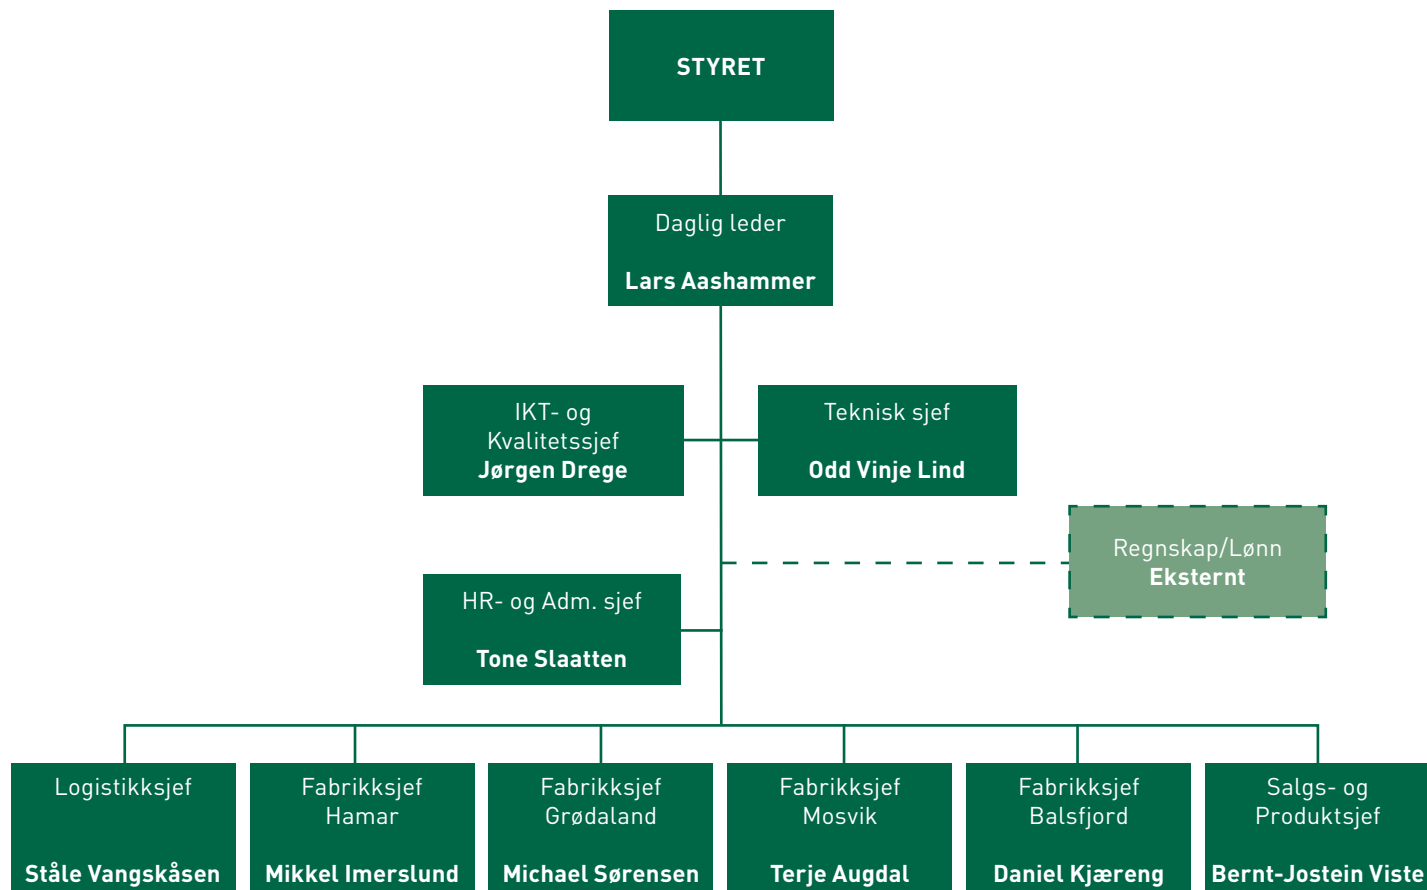 STYRET
Daglig leder
Lars Aashammer
IKT- og
Kvalitetssjef
Jørgen Drege
Teknisk sjef
Odd Vinje Lind
Regnskap/Lønn
Eksternt
HR- og Adm. sjef
Tone Slaatten
Logistikksjef
Ståle Vangskåsen
Fabrikksjef
Hamar
Mikkel Imerslund
Fabrikksjef
Grødaland
Michael Sørensen
Fabrikksjef
Mosvik
Terje Augdal
Fabrikksjef
Balsfjord
Daniel Kjæreng
Salgs- og
Produktsjef
Bernt-Jostein Viste